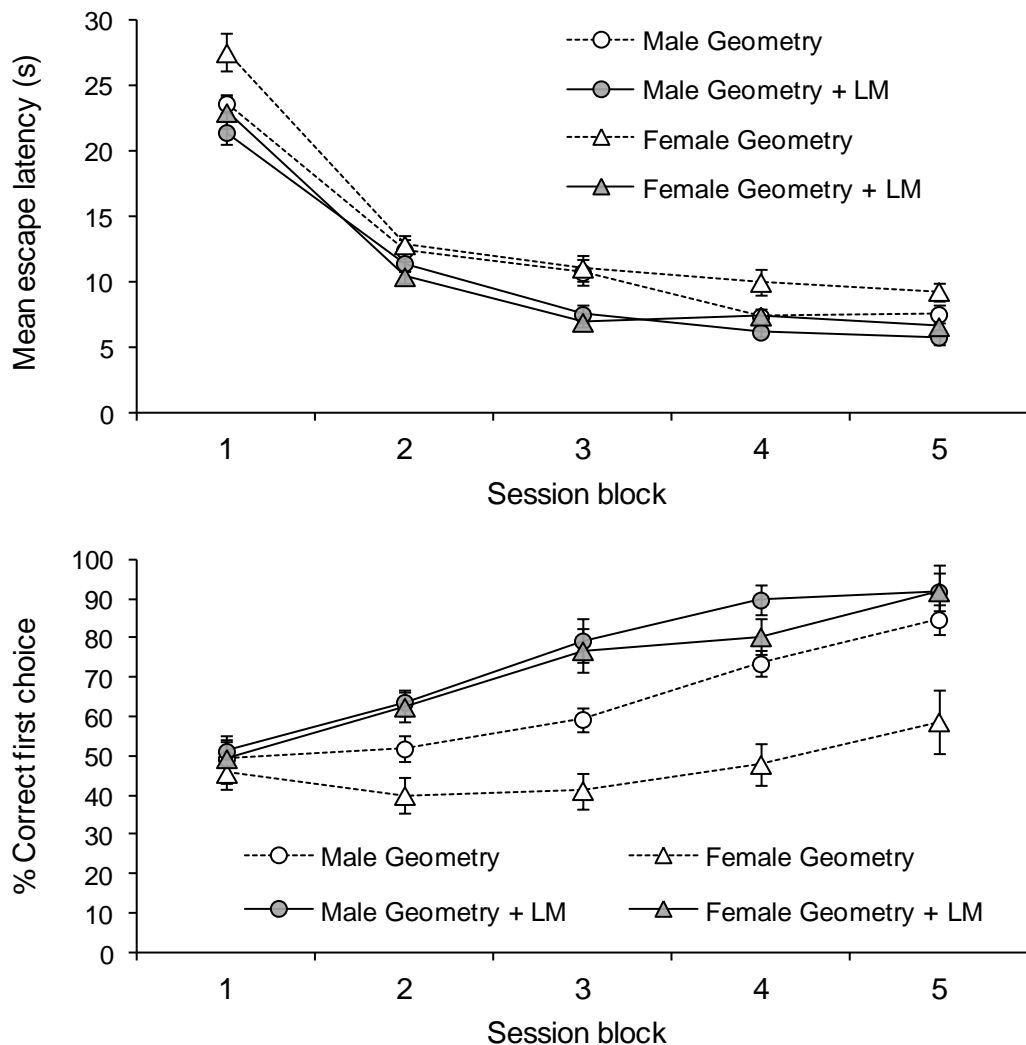 Mean escape latency (s)
30
25
20
15
10
5
0
Male Geometry
Male Geometry + LM
Female Geometry
Female Geometry + LM
1 2 3 4 5
Session block
% Correct first choice
100
90
80
70
60
50
40
30
20
10
0
Male Geometry Female Geometry
Male Geometry + LM Female Geometry + LM
1 2 3 4 5
Session block